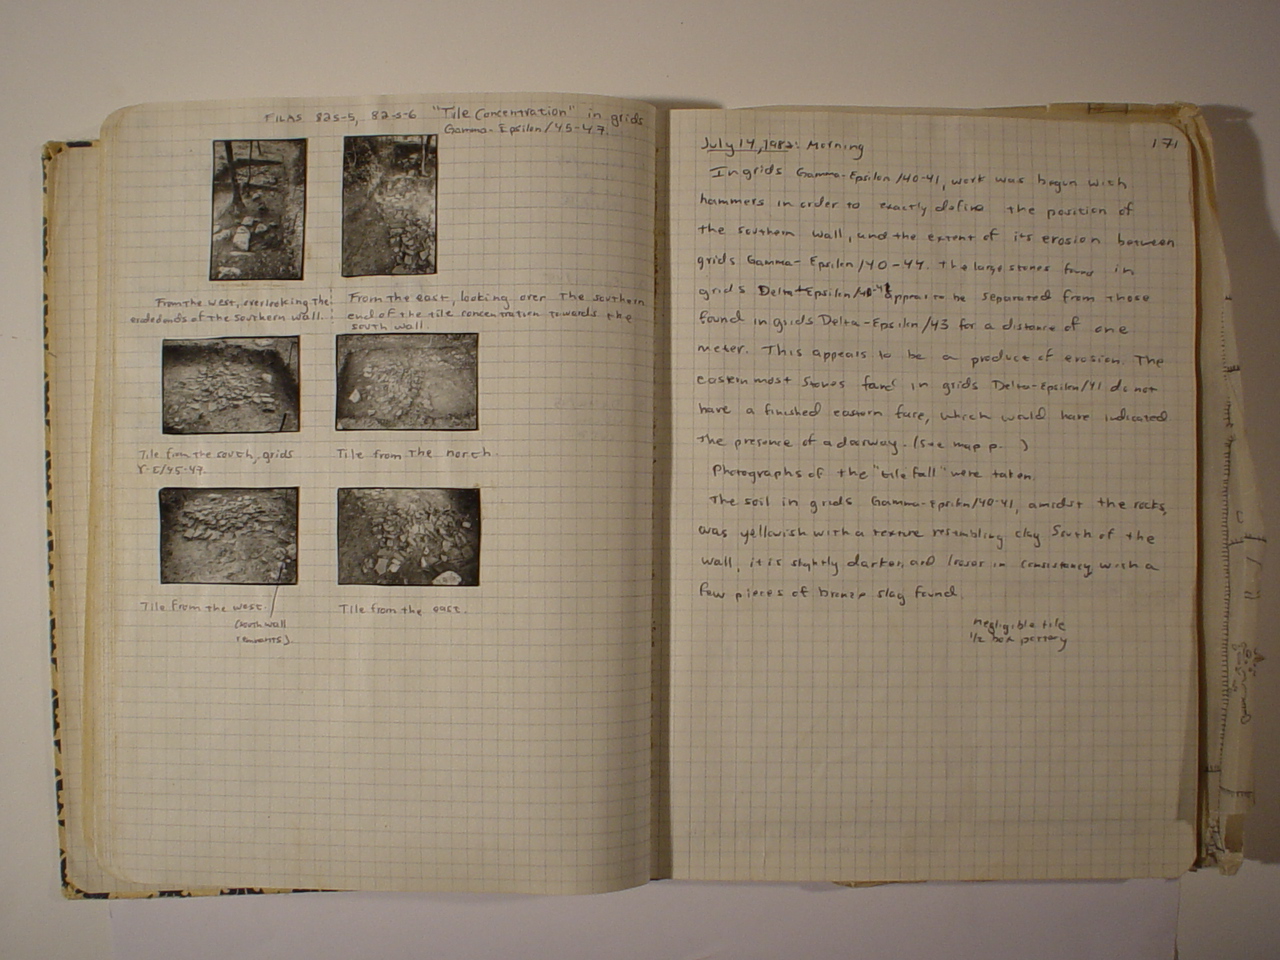 FILMS 82S-5, 82-S-6 "Tile Concentration" in grids
Gamma-Epsilon/45-47.
From the west, overlooking the
eroded ends of the southern wall.
From the east, looking over the southern
end of the tile concentration towards the
south wall.
Tile from the south, grids
γ-ε/45-47.
Tile from the north.
Tile from the west.
(south wall
remnants).
Tile from the east.
171
July 14, 1982: Morning
In grids Gamma-Epsilon/40-41, work was begun with
hammers in order to exactly define the position of
the southern wall, and the extent of its erosion between
grids Gamma-Epsilon/40-44. The large stones found in
grids Delta-Epsilon/40-41 appear to be separated from those
found in grids Delta-Epsilon/43 for a distance of one
meter. This appears to be a product of erosion. The
easternmost stones found in grids Delta-Epsilon/41 do not
have a finished eastern face, which would have indicated
the presence of a doorway. (See map p. )
Photographs of the "tile fall" were taken.
The soil in grids Gamma-Epsilon/40-41, amidst the rocks,
was yellowish with a texture resembling clay. South of the
wall, it is slightly darker, and looser in consistency, with a
few pieces of bronze slag found.
negligible tile
1/2 box pottery